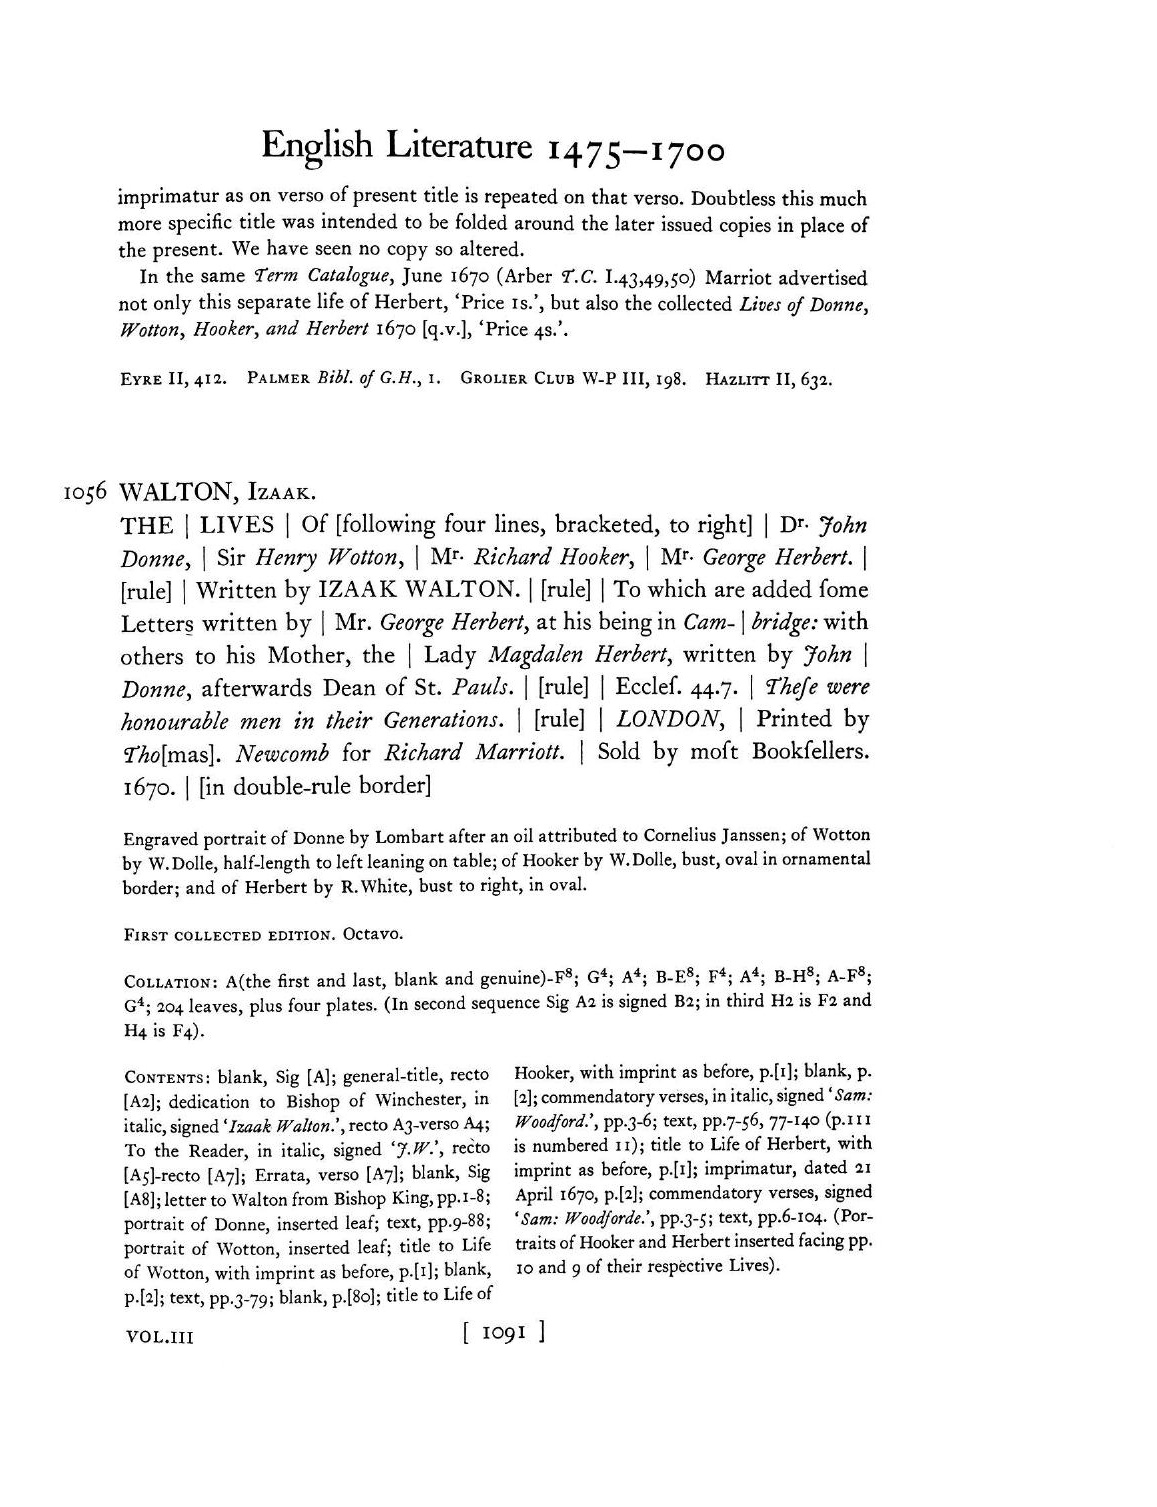 English Literature 1475—1700
imprimatur as on verso of present title is repeated on that verso. Doubtless this much
more specific title was intended to be folded around the later issued copies in place of
the present. We have seen no copy so altered.
In the same Term Catalogue, June 1670 (Arber T.C. I.43,49,50) Marriot advertised
not only this separate life of Herbert, ‘Price 1s.’, but also the collected Lives of Donne,
Wotton, Hooker, and Herbert 1670 [q.v.], ‘Price 4s.’.
Eyre II, 412. Palmer Bibl. of G.H., 1. Grolier Club W-P III, 198. Hazlitt II, 632.
1056 WALTON, Izaak.
THE | LIVES | Of [following four lines, bracketed, to right] | Dr. John
Donne, | Sir Henry Wotton, | Mr. Richard Hooker, | Mr. George Herbert. |
[rule] | Written by IZAAK WALTON. | [rule] | To which are added ſome
Letters written by | Mr. George Herbert, at his being in Cam- | bridge: with
others to his Mother, the | Lady Magdalen Herbert, written by John |
Donne, afterwards Dean of St. Pauls. | [rule] | Eccleſ. 44.7. | Theſe were
honourable men in their Generations. | [rule] | LONDON, | Printed by
Tho[mas]. Newcomb for Richard Marriott. | Sold by moſt Bookſellers.
1670. | [in double-rule border]
Engraved portrait of Donne by Lombart after an oil attributed to Cornelius Janssen; of Wotton
by W.Dolle, half-length to left leaning on table; of Hooker by W.Dolle, bust, oval in ornamental
border; and of Herbert by R.White, bust to right, in oval.
First collected edition. Octavo.
Collation: A(the first and last, blank and genuine)-F8; G4; A4; B-E8; F4; A4; B-H8; A-F8;
G4; 204 leaves, plus four plates. (In second sequence Sig A2 is signed B2; in third H2 is F2 and
H4 is F4).
Contents: blank, Sig [A]; general-title, recto
[A2]; dedication to Bishop of Winchester, in
italic, signed ‘Izaak Walton.’, recto A3-verso A4;
To the Reader, in italic, signed ‘J.W.’, recto
[A5]-recto [A7]; Errata, verso [A7]; blank, Sig
[A8]; letter to Walton from Bishop King, pp.1-8;
portrait of Donne, inserted leaf; text, pp.9-88;
portrait of Wotton, inserted leaf; title to Life
of Wotton, with imprint as before, p.[1]; blank,
p.[2]; text, pp.3-79; blank, p.[80]; title to Life of
Hooker, with imprint as before, p.[1]; blank, p.
[2]; commendatory verses, in italic, signed ‘Sam:
Woodford.’, pp.3-6; text, pp.7-56, 77-140 (p.111
is numbered 11); title to Life of Herbert, with
imprint as before, p.[1]; imprimatur, dated 21
April 1670, p.[2]; commendatory verses, signed
‘Sam: Woodforde.’, pp.3-5; text, pp.6-104. (Por-
traits of Hooker and Herbert inserted facing pp.
10 and 9 of their respective Lives).
VOL.III
[ 1091 ]